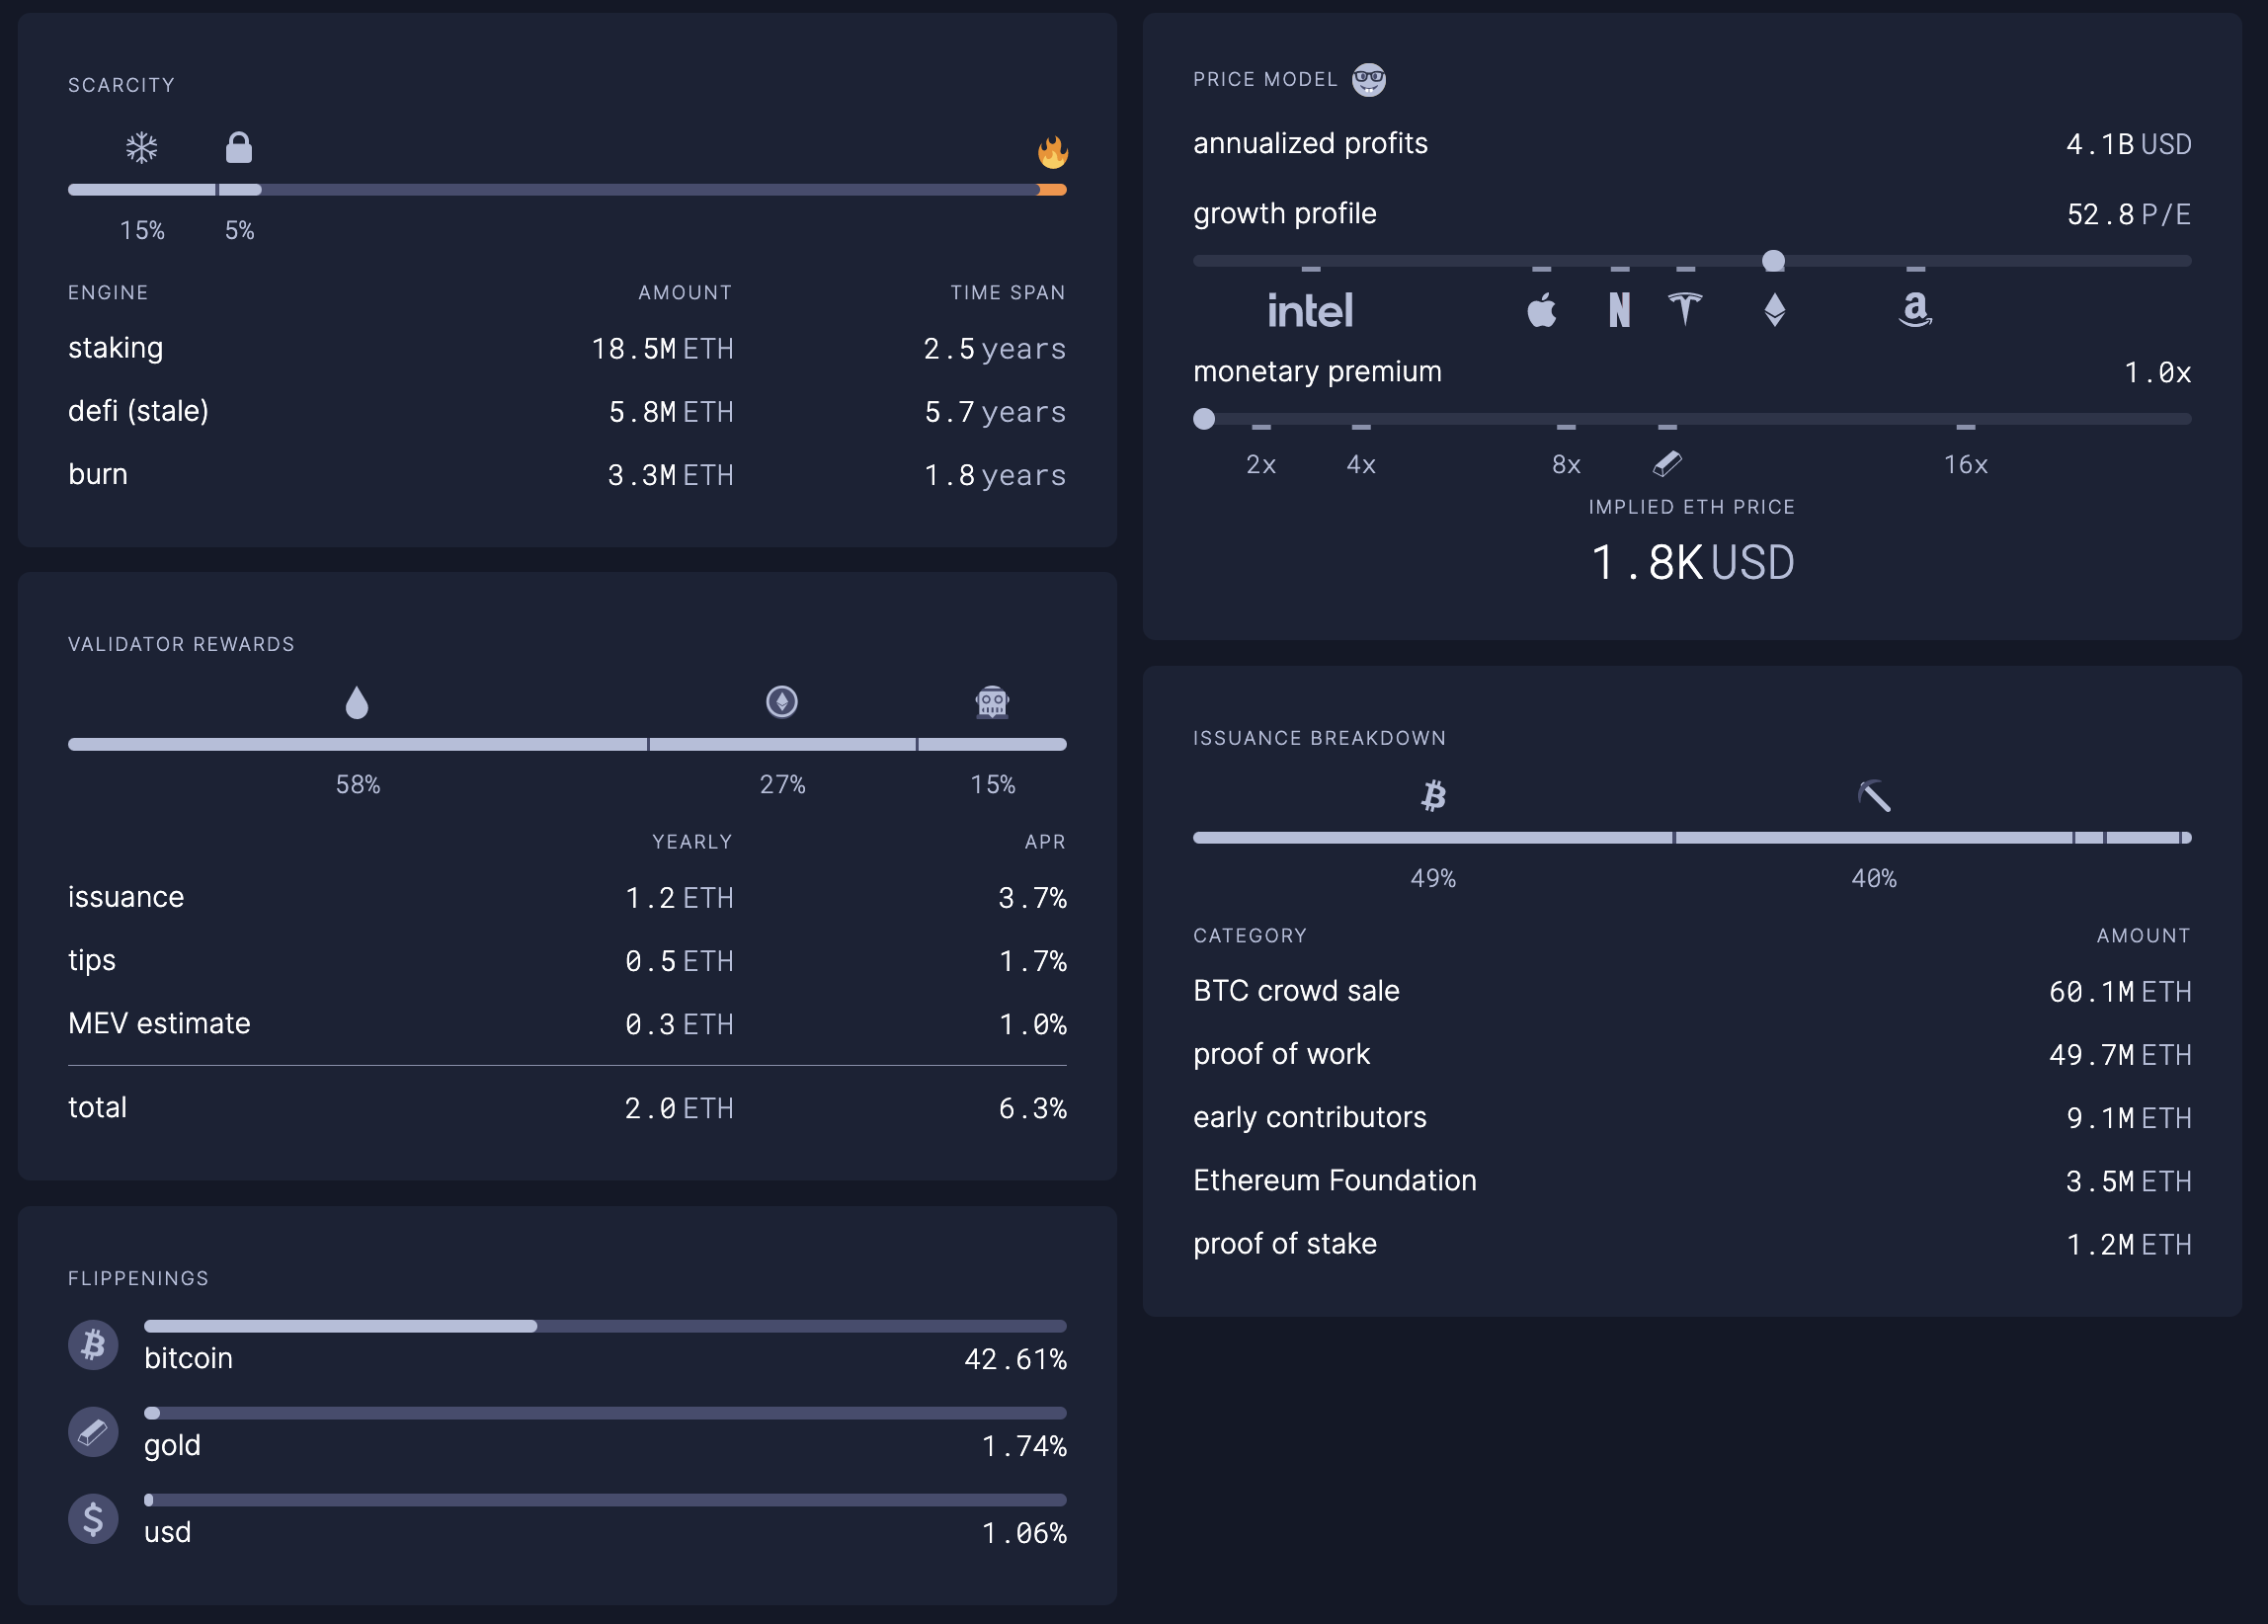 SCARCITY
15% 5%
ENGINE AMOUNT TIME SPAN
staking 18.5M ETH 2.5 years
defi (stale) 5.8M ETH 5.7 years
burn 3.3M ETH 1.8 years
VALIDATOR REWARDS
58% 27% 15%
YEARLY APR
issuance 1.2 ETH 3.7%
tips 0.5 ETH 1.7%
MEV estimate 0.3 ETH 1.0%
total 2.0 ETH 6.3%
FLIPPENINGS
bitcoin 42.61%
gold 1.74%
usd 1.06%
PRICE MODEL
annualized profits 4.1B USD
growth profile 52.8 P/E
intel N a
monetary premium 1.0x
2x 4x 8x 16x
IMPLIED ETH PRICE
1.8K USD
ISSUANCE BREAKDOWN
49% 40%
CATEGORY AMOUNT
BTC crowd sale 60.1M ETH
proof of work 49.7M ETH
early contributors 9.1M ETH
Ethereum Foundation 3.5M ETH
proof of stake 1.2M ETH